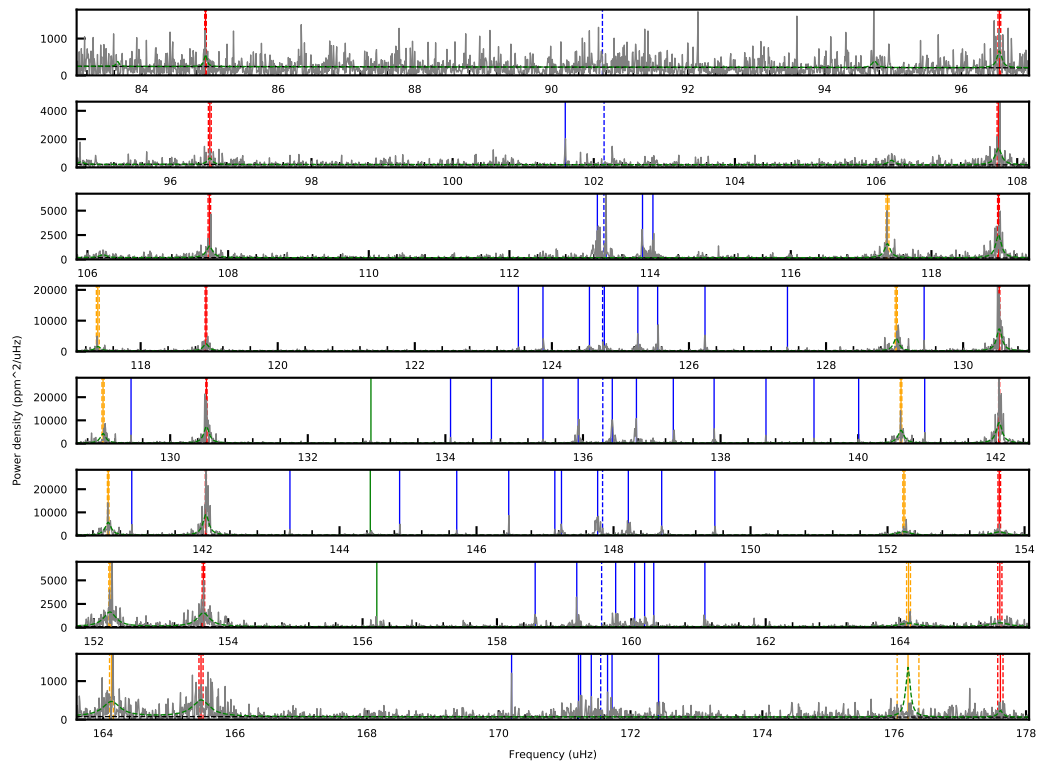 1000
0
84 86 88 90 92 94 96
4000
2000
0
96 98 100 102 104 106 108
5000
2500
0
106 108 110 112 114 116 118
20000
10000
0
118 120 122 124 126 128 130
Power density (ppm^2/uHz)
20000
10000
0
130 132 134 136 138 140 142
20000
10000
0
142 144 146 148 150 152 154
5000
2500
0
152 154 156 158 160 162 164
1000
0
164 166 168 170 172 174 176 178
Frequency (uHz)